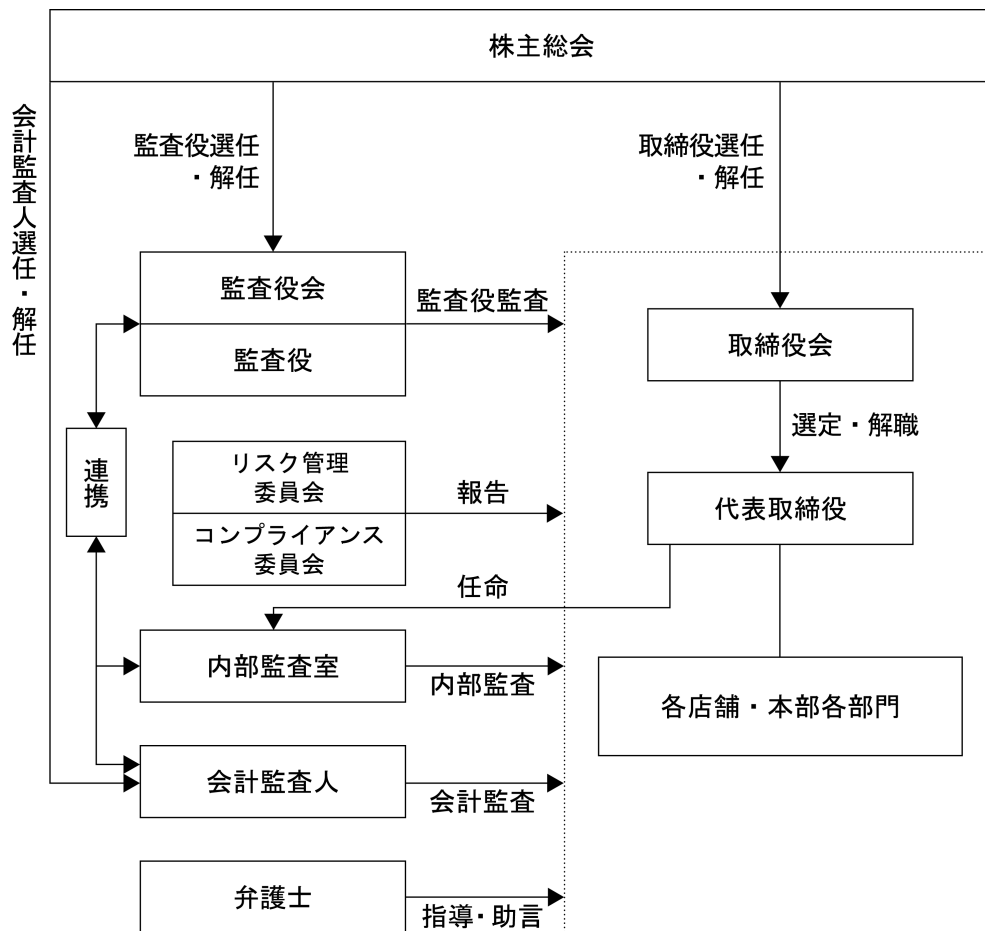 株主総会
会計監査人選任・解任
監査役選任
・解任
取締役選任
・解任
監査役会
監査役監査
監査役
取締役会
選定・解職
連携
リスク管理
委員会
報告
コンプライアンス
委員会
代表取締役
任命
内部監査室
内部監査
各店舗・本部各部門
会計監査人
会計監査
弁護士
指導・助言